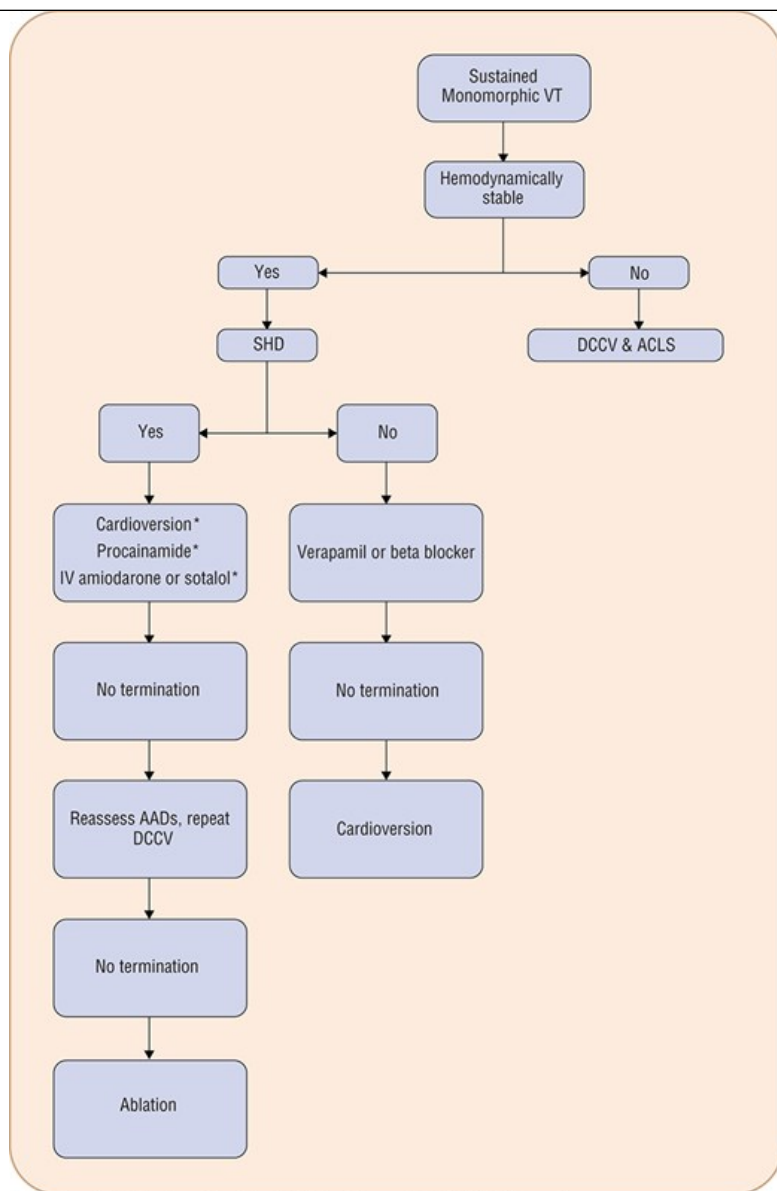 Sustained
Monomorphic VT
Hemodynamically
stable
Yes
No
SHD
DCCV & ACLS
Yes
No
Cardioversion*
Procainamide*
IV amiodarone or sotalol*
Verapamil or beta blocker
No termination
No termination
Reassess AADs, repeat
DCCV
Cardioversion
No termination
Ablation